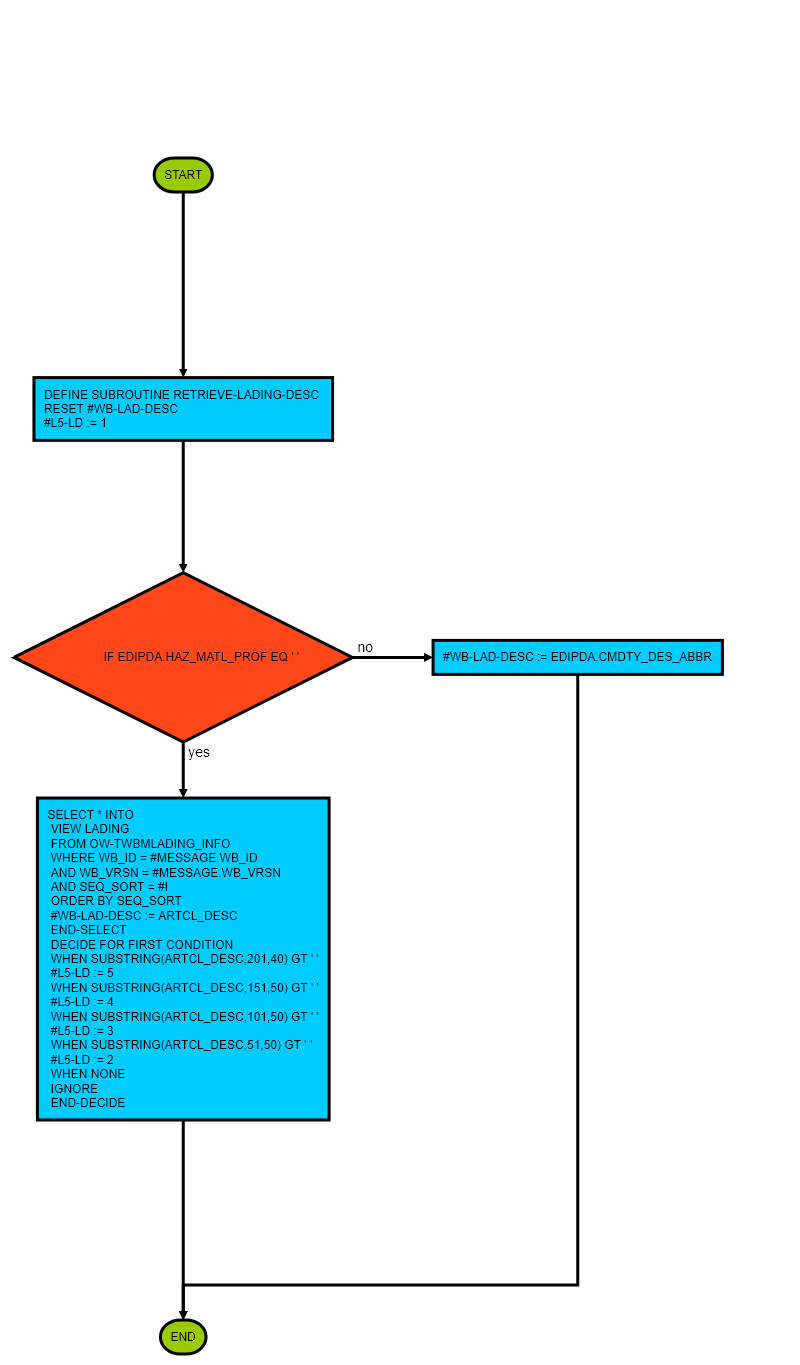 START
DEFINE SUBROUTINE RETRIEVE-LADING-DESC
RESET #WB-LAD-DESC
#L5-LD := 1
IF EDIPDA.HAZ_MATL_PROF EQ ' '
no
#WB-LAD-DESC := EDIPDA.CMDTY_DES_ABBR
yes
SELECT * INTO
VIEW LADING
FROM OW-TWBMLADING_INFO
WHERE WB_ID = #MESSAGE.WB_ID
AND WB_VRSN = #MESSAGE.WB_VRSN
AND SEQ_SORT = #I
ORDER BY SEQ_SORT
#WB-LAD-DESC := ARTCL_DESC
END-SELECT
DECIDE FOR FIRST CONDITION
WHEN SUBSTRING(ARTCL_DESC,201,40) GT ' '
#L5-LD := 5
WHEN SUBSTRING(ARTCL_DESC,151,50) GT ' '
#L5-LD := 4
WHEN SUBSTRING(ARTCL_DESC,101,50) GT ' '
#L5-LD := 3
WHEN SUBSTRING(ARTCL_DESC,51,50) GT ' '
#L5-LD := 2
WHEN NONE
IGNORE
END-DECIDE
END